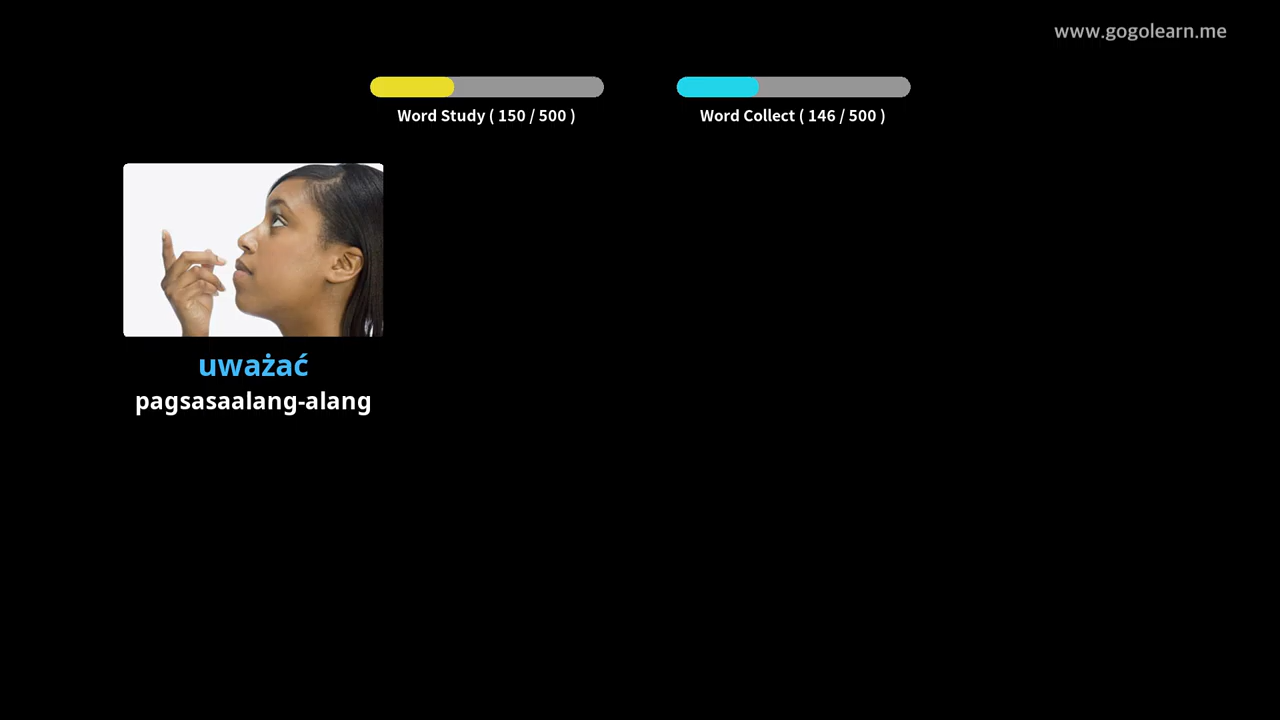 www.gogolearn.me
Word Study ( 150 / 500 )
Word Collect ( 146 / 500 )
uważać
pagsasaalang-alang